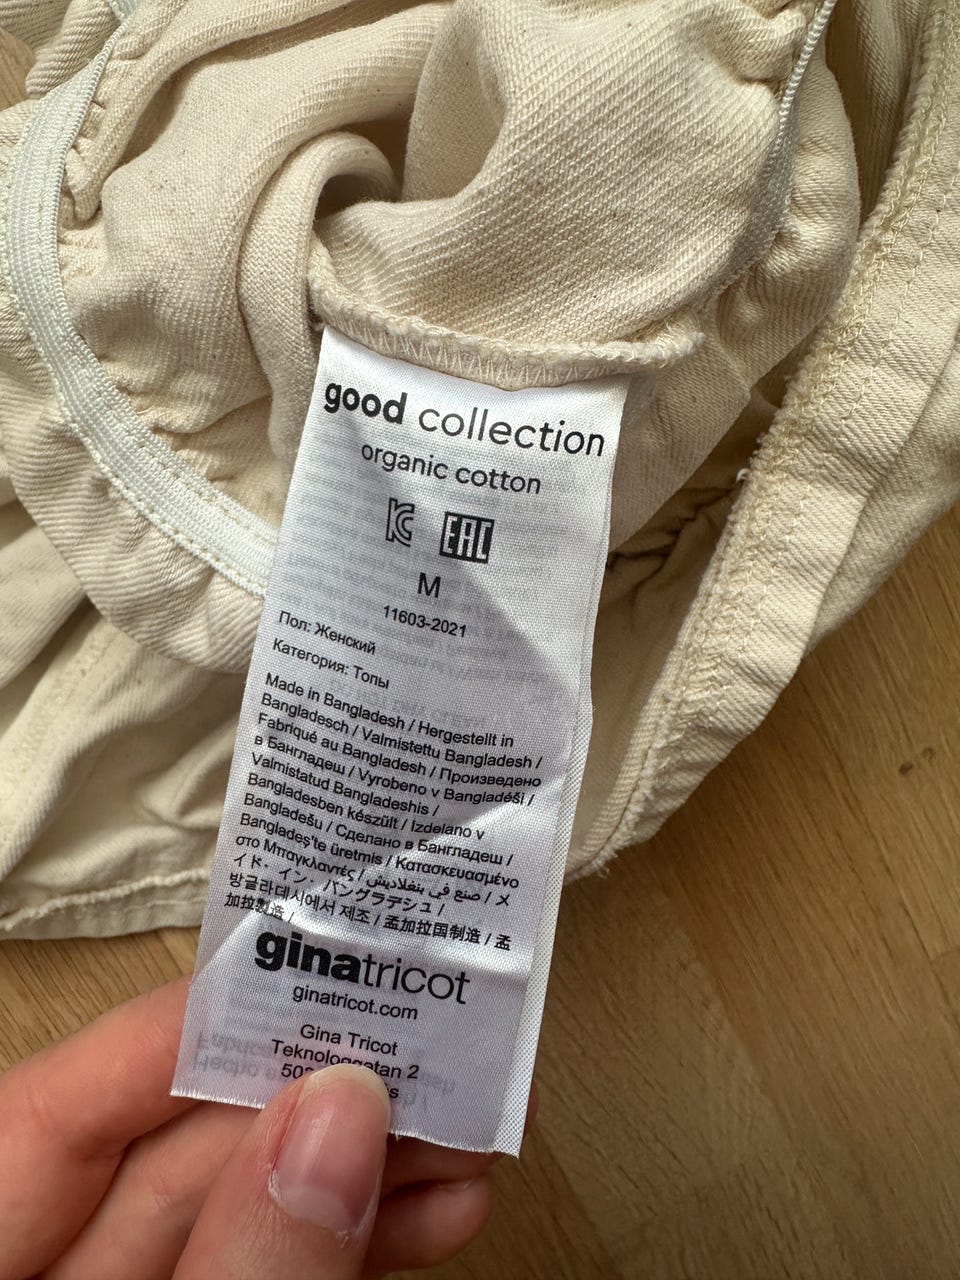 good collection
organic cotton
EAC
M
11603-2021
Пол: Женский
Категория: Топы
Made in Bangladesh / Hergestellt in
Bangladesch / Valmistettu Bangladesh /
Fabriqué au Bangladesh / Произведено
в Бангладеш / Vyrobeno v Bangladéši /
Valmistatud Bangladeshis /
Bangladesben készült / Izdelano v
Bangladešu / Сделано в Бангладеш /
Bangladeş'te üretmis / Κατασκευασμένο
στο Μπαγκλαντές / صنع في بنغلاديش / メ
イド・イン・バングラデシュ /
방글라데시에서 제조 / 孟加拉国制造 / 孟
加拉製造 /
ginatricot
ginatricot.com
Gina Tricot
Teknologgatan 2